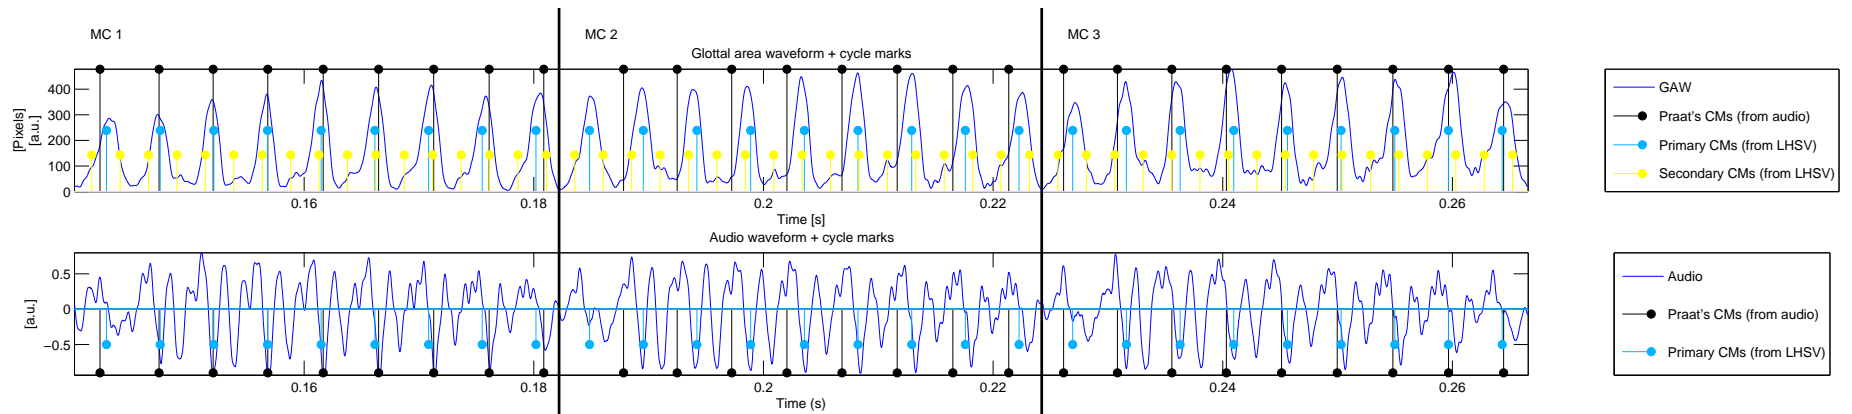 MC 1
MC 2
MC 3
Glottal area waveform + cycle marks
[Pixels]
[a.u.]
400
300
200
100
0
0.16
0.18
0.2
0.22
0.24
0.26
Time [s]
GAW
Praat's CMs (from audio)
Primary CMs (from LHSV)
Secondary CMs (from LHSV)
Audio waveform + cycle marks
[a.u.]
0.5
0
−0.5
0.16
0.18
0.2
0.22
0.24
0.26
Time (s)
Audio
Praat's CMs (from audio)
Primary CMs (from LHSV)